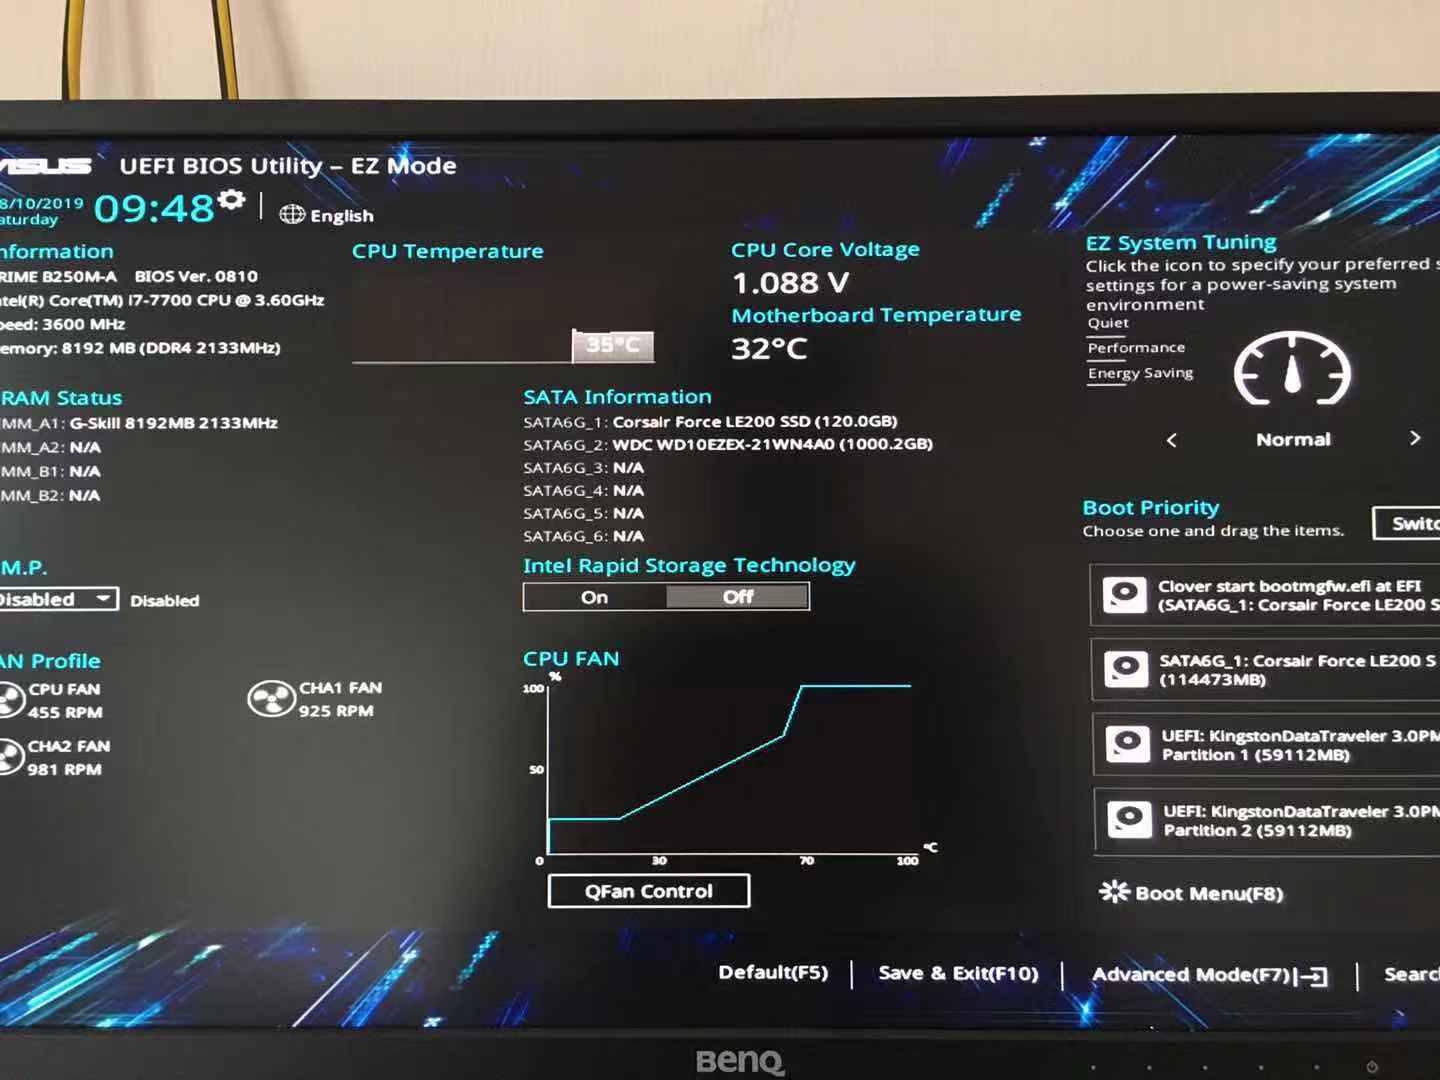 ASUS UEFI BIOS Utility – EZ Mode
8/10/2019
aturday
09:48
English
nformation
RIME B250M-A BIOS Ver. 0810
ntel(R) Core(TM) i7-7700 CPU @ 3.60GHz
peed: 3600 MHz
emory: 8192 MB (DDR4 2133MHz)
CPU Temperature
35°C
CPU Core Voltage
1.088 V
Motherboard Temperature
32°C
EZ System Tuning
Click the icon to specify your preferred s
settings for a power-saving system
environment
Quiet
Performance
Energy Saving
Normal
RAM Status
MM_A1: G-Skill 8192MB 2133MHz
MM_A2: N/A
MM_B1: N/A
MM_B2: N/A
SATA Information
SATA6G_1: Corsair Force LE200 SSD (120.0GB)
SATA6G_2: WDC WD10EZEX-21WN4A0 (1000.2GB)
SATA6G_3: N/A
SATA6G_4: N/A
SATA6G_5: N/A
SATA6G_6: N/A
.M.P.
Disabled
Disabled
Intel Rapid Storage Technology
On
Off
Boot Priority
Choose one and drag the items.
Switc
Clover start bootmgfw.efi at EFI
(SATA6G_1: Corsair Force LE200 S
SATA6G_1: Corsair Force LE200 S
(114473MB)
UEFI: KingstonDataTraveler 3.0PM
Partition 1 (59112MB)
UEFI: KingstonDataTraveler 3.0PM
Partition 2 (59112MB)
Boot Menu(F8)
AN Profile
CPU FAN
455 RPM
CHA1 FAN
925 RPM
CHA2 FAN
981 RPM
CPU FAN
%
100
50
0
30
70
100
°C
QFan Control
Default(F5)
Save & Exit(F10)
Advanced Mode(F7)
Search
BenQ